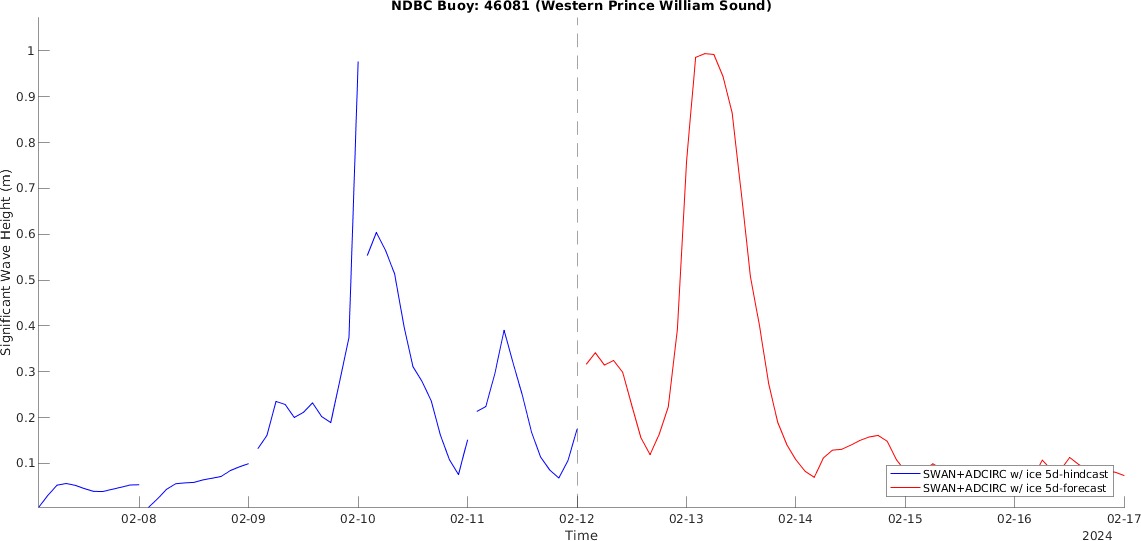 NDBC Buoy: 46081 (Western Prince William Sound)
Significant Wave Height (m)
1
0.9
0.8
0.7
0.6
0.5
0.4
0.3
0.2
0.1
SWAN+ADCIRC w/ ice 5d-hindcast
SWAN+ADCIRC w/ ice 5d-forecast
02-08 02-09 02-10 02-11 02-12 02-13 02-14 02-15 02-16 02-17
Time
2024